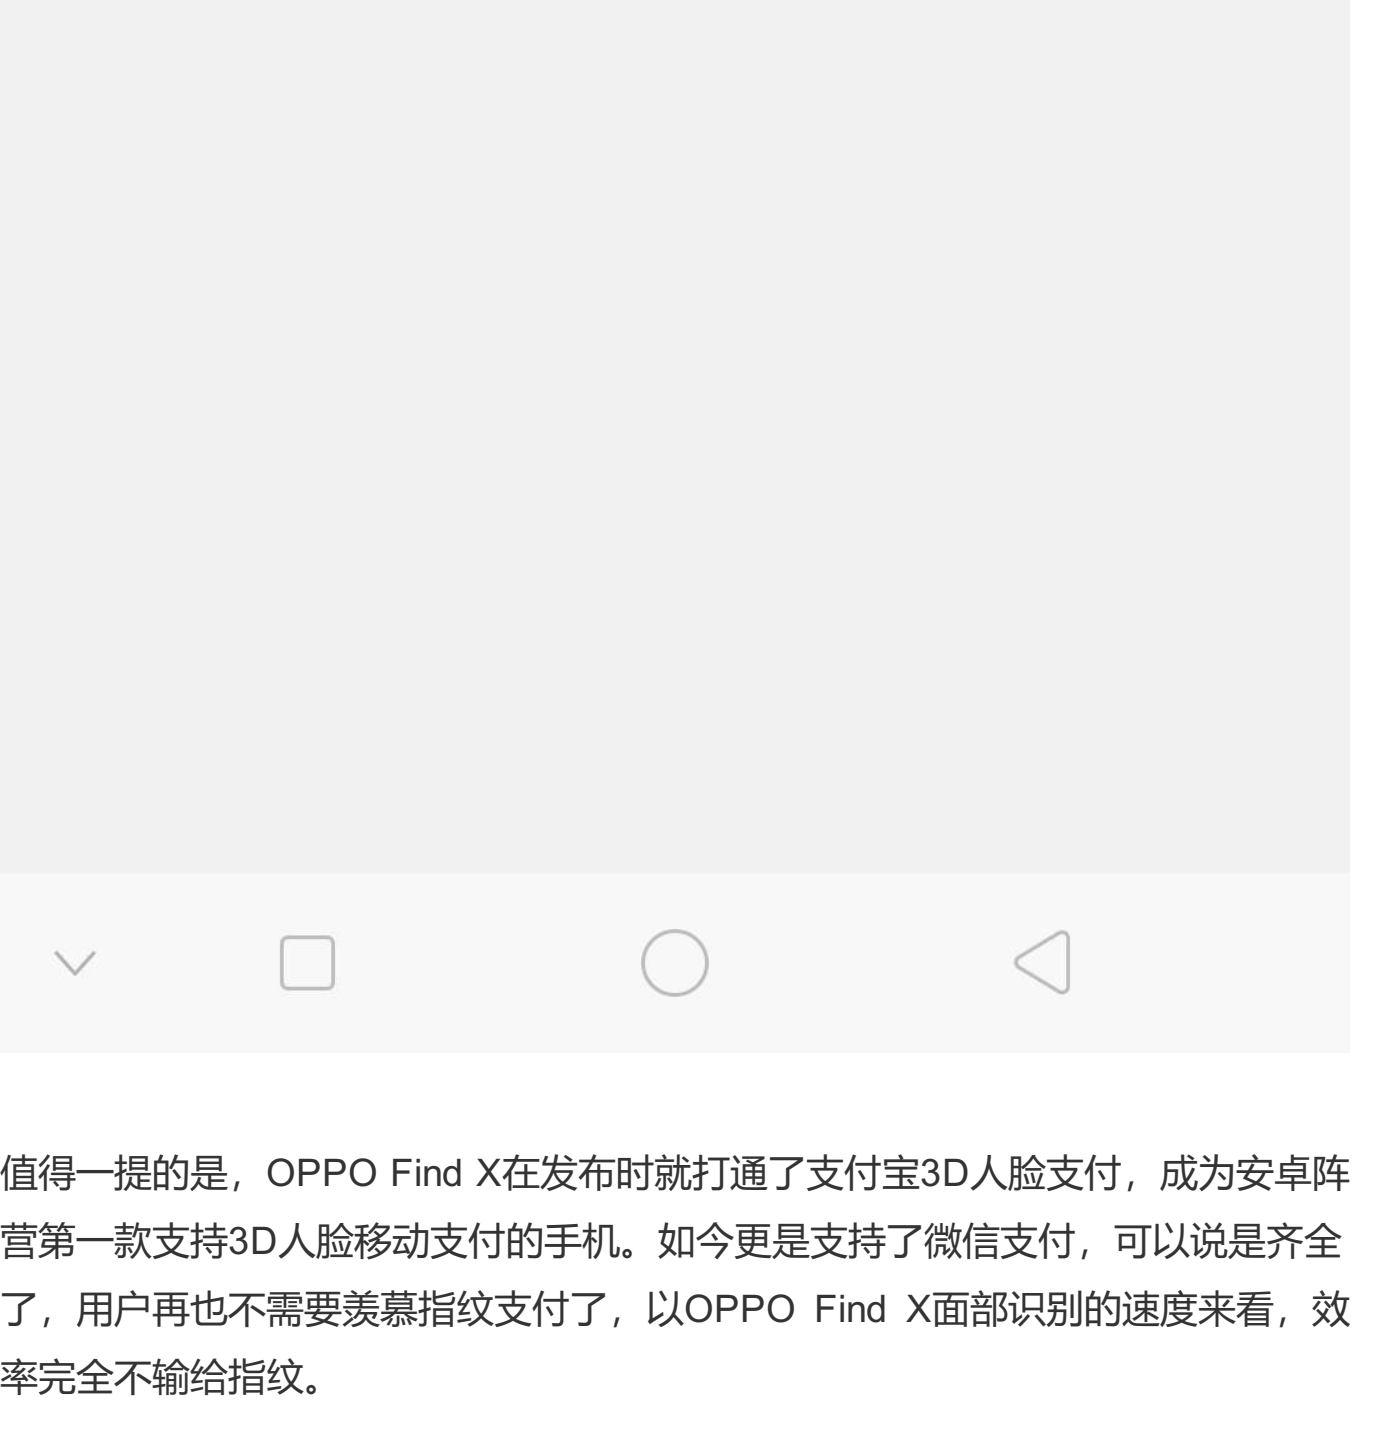 值得一提的是，OPPO Find X在发布时就打通了支付宝3D人脸支付，成为安卓阵
营第一款支持3D人脸移动支付的手机。如今更是支持了微信支付，可以说是齐全
了，用户再也不需要羡慕指纹支付了，以OPPO Find X面部识别的速度来看，效
率完全不输给指纹。